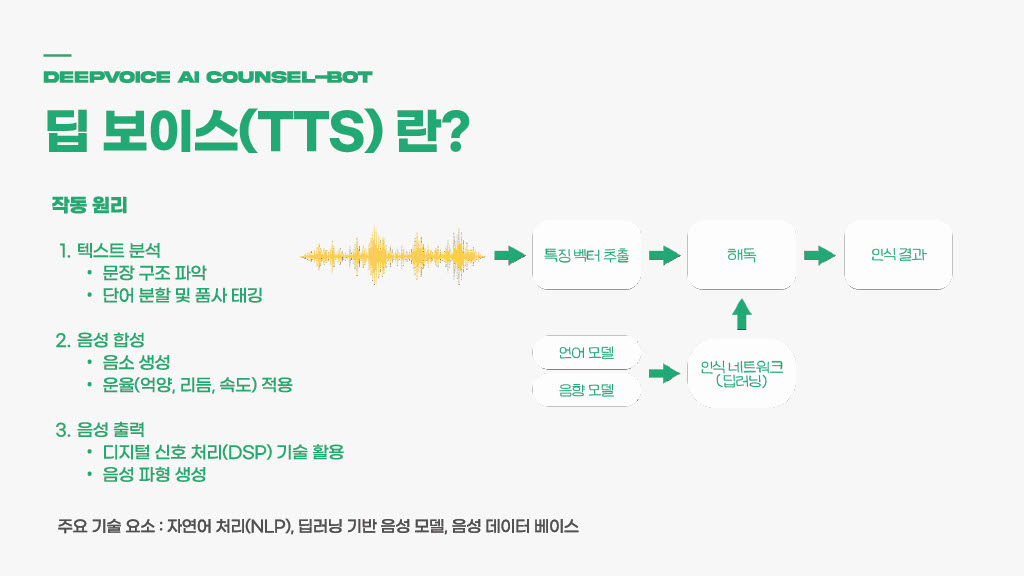 DEEPVOICE AI COUNSEL-BOT
딥 보이스(TTS) 란?
작동 원리
1. 텍스트 분석
• 문장 구조 파악
• 단어 분할 및 품사 태깅
2. 음성 합성
• 음소 생성
• 운율(억양, 리듬, 속도) 적용
3. 음성 출력
• 디지털 신호 처리(DSP) 기술 활용
• 음성 파형 생성
특징 벡터 추출
해독
인식 결과
언어 모델
음향 모델
인식 네트워크
(딥러닝)
주요 기술 요소 : 자연어 처리(NLP), 딥러닝 기반 음성 모델, 음성 데이터 베이스